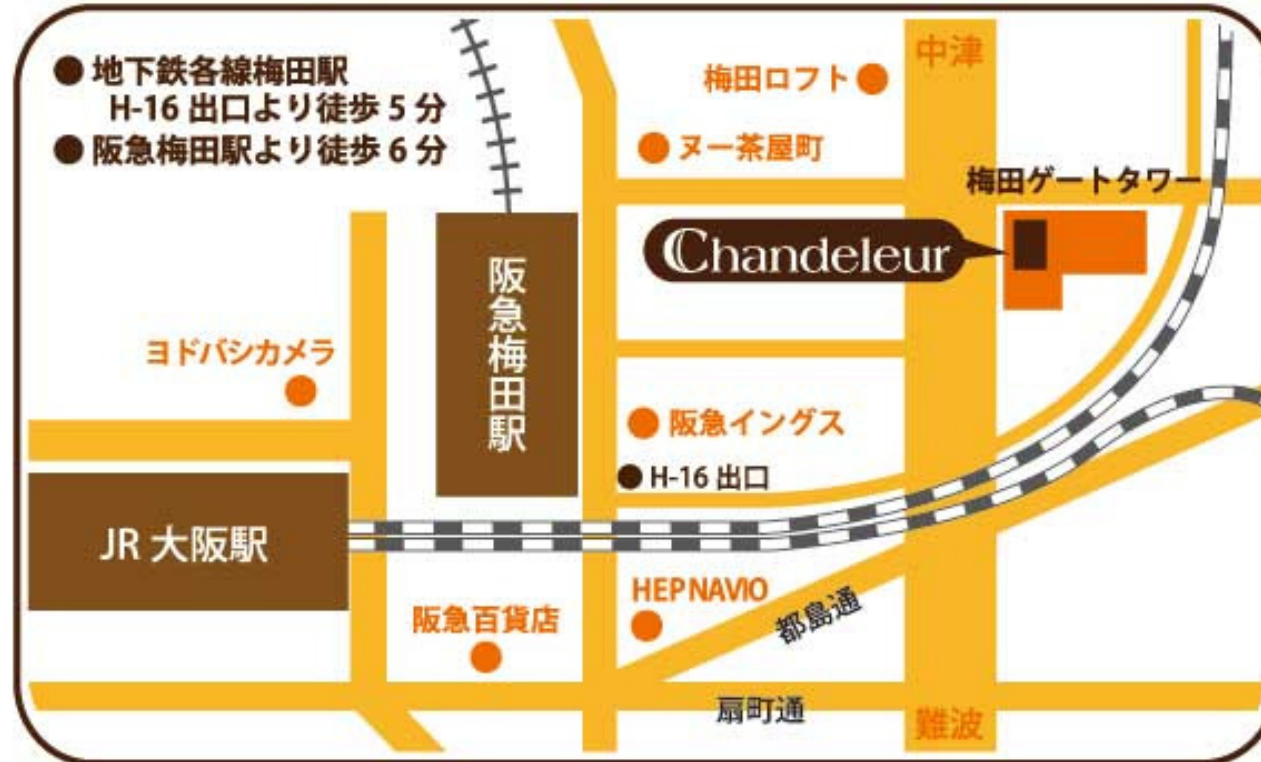 ● 地下鉄各線梅田駅
H-16 出口より徒歩 5 分
● 阪急梅田駅より徒歩 6 分
中津
梅田ロフト
ヌー茶屋町
梅田ゲートタワー
Chandeleur
阪急梅田駅
ヨドバシカメラ
阪急イングス
H-16 出口
JR 大阪駅
HEPNAVIO
阪急百貨店
都島通
扇町通
難波